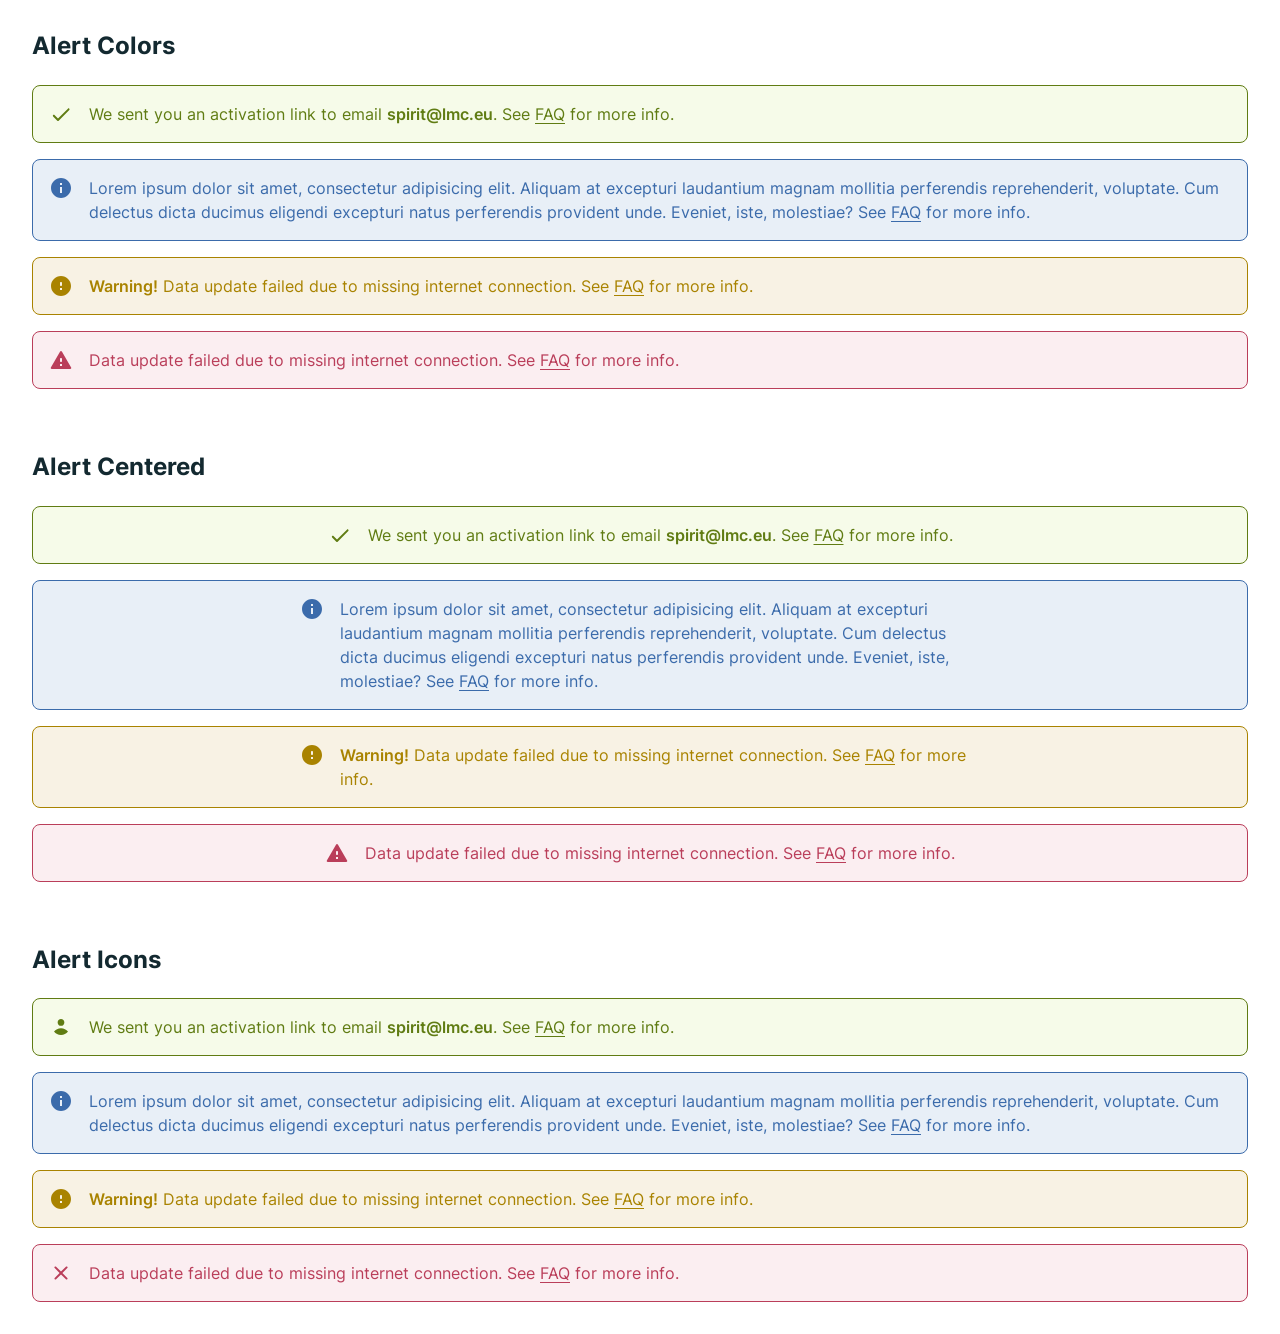 Alert Colors
We sent you an activation link to email spirit@lmc.eu. See FAQ for more info.
Lorem ipsum dolor sit amet, consectetur adipisicing elit. Aliquam at excepturi laudantium magnam mollitia perferendis reprehenderit, voluptate. Cum
delectus dicta ducimus eligendi excepturi natus perferendis provident unde. Eveniet, iste, molestiae? See FAQ for more info.
Warning! Data update failed due to missing internet connection. See FAQ for more info.
Data update failed due to missing internet connection. See FAQ for more info.
Alert Centered
We sent you an activation link to email spirit@lmc.eu. See FAQ for more info.
Lorem ipsum dolor sit amet, consectetur adipisicing elit. Aliquam at excepturi
laudantium magnam mollitia perferendis reprehenderit, voluptate. Cum delectus
dicta ducimus eligendi excepturi natus perferendis provident unde. Eveniet, iste,
molestiae? See FAQ for more info.
Warning! Data update failed due to missing internet connection. See FAQ for more
info.
Data update failed due to missing internet connection. See FAQ for more info.
Alert Icons
We sent you an activation link to email spirit@lmc.eu. See FAQ for more info.
Lorem ipsum dolor sit amet, consectetur adipisicing elit. Aliquam at excepturi laudantium magnam mollitia perferendis reprehenderit, voluptate. Cum
delectus dicta ducimus eligendi excepturi natus perferendis provident unde. Eveniet, iste, molestiae? See FAQ for more info.
Warning! Data update failed due to missing internet connection. See FAQ for more info.
Data update failed due to missing internet connection. See FAQ for more info.